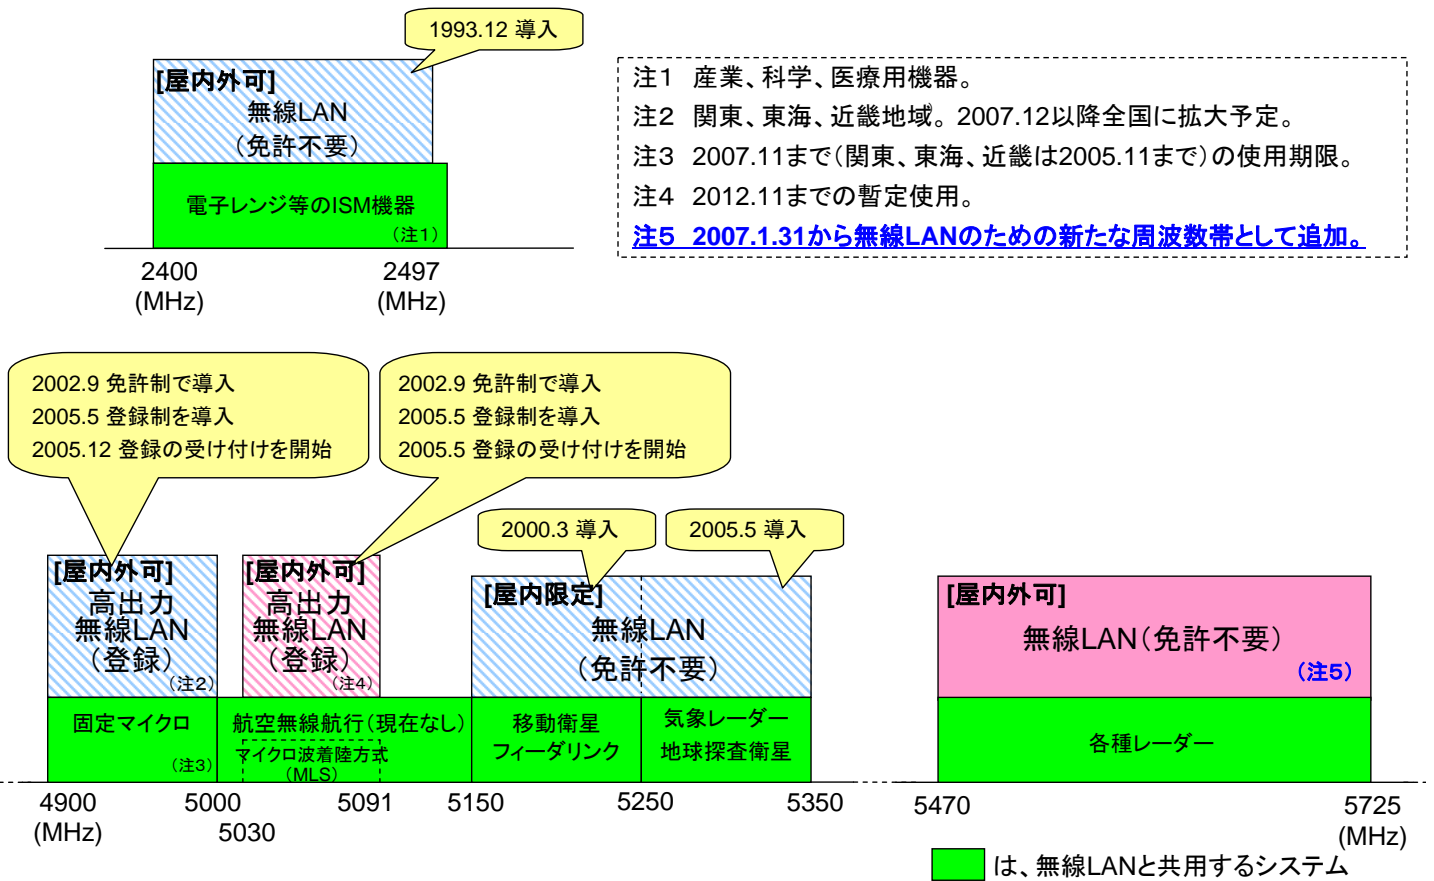 1993.12 導入
[屋内外可]
無線LAN
（免許不要）
電子レンジ等のISM機器
（注1）
2400
(MHz)
2497
(MHz)
注1　産業、科学、医療用機器。
注2　関東、東海、近畿地域。2007.12以降全国に拡大予定。
注3　2007.11まで（関東、東海、近畿は2005.11まで）の使用期限。
注4　2012.11までの暫定使用。
注5　2007.1.31から無線LANのための新たな周波数帯として追加。
2002.9 免許制で導入
2005.5 登録制を導入
2005.12 登録の受け付けを開始
2002.9 免許制で導入
2005.5 登録制を導入
2005.5 登録の受け付けを開始
2000.3 導入
2005.5 導入
[屋内外可]
高出力
無線LAN
（登録）
（注2）
[屋内外可]
高出力
無線LAN
（登録）
（注4）
[屋内限定]
無線LAN
（免許不要）
[屋内外可]
無線LAN（免許不要）
（注5）
固定マイクロ
（注3）
航空無線航行（現在なし）
マイクロ波着陸方式
(MLS)
移動衛星
フィーダリンク
気象レーダー
地球探査衛星
各種レーダー
4900
(MHz)
5000
5030
5091
5150
5250
5350
5470
5725
(MHz)
は、無線LANと共用するシステム